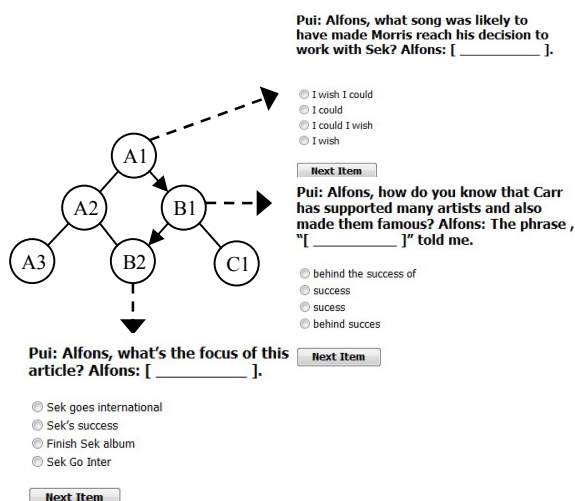 Pui: Alfons, what song was likely to
have made Morris reach his decision to
work with Sek? Alfons: [ __________ ].
I wish I could
I could
I could I wish
I wish
Next Item
A1
A2
B1
A3
B2
C1
Pui: Alfons, how do you know that Carr
has supported many artists and also
made them famous? Alfons: The phrase ,
“[ __________ ]” told me.
behind the success of
success
sucess
behind succes
Next Item
Pui: Alfons, what’s the focus of this
article? Alfons: [ __________ ].
Sek goes international
Sek’s success
Finish Sek album
Sek Go Inter
Next Item